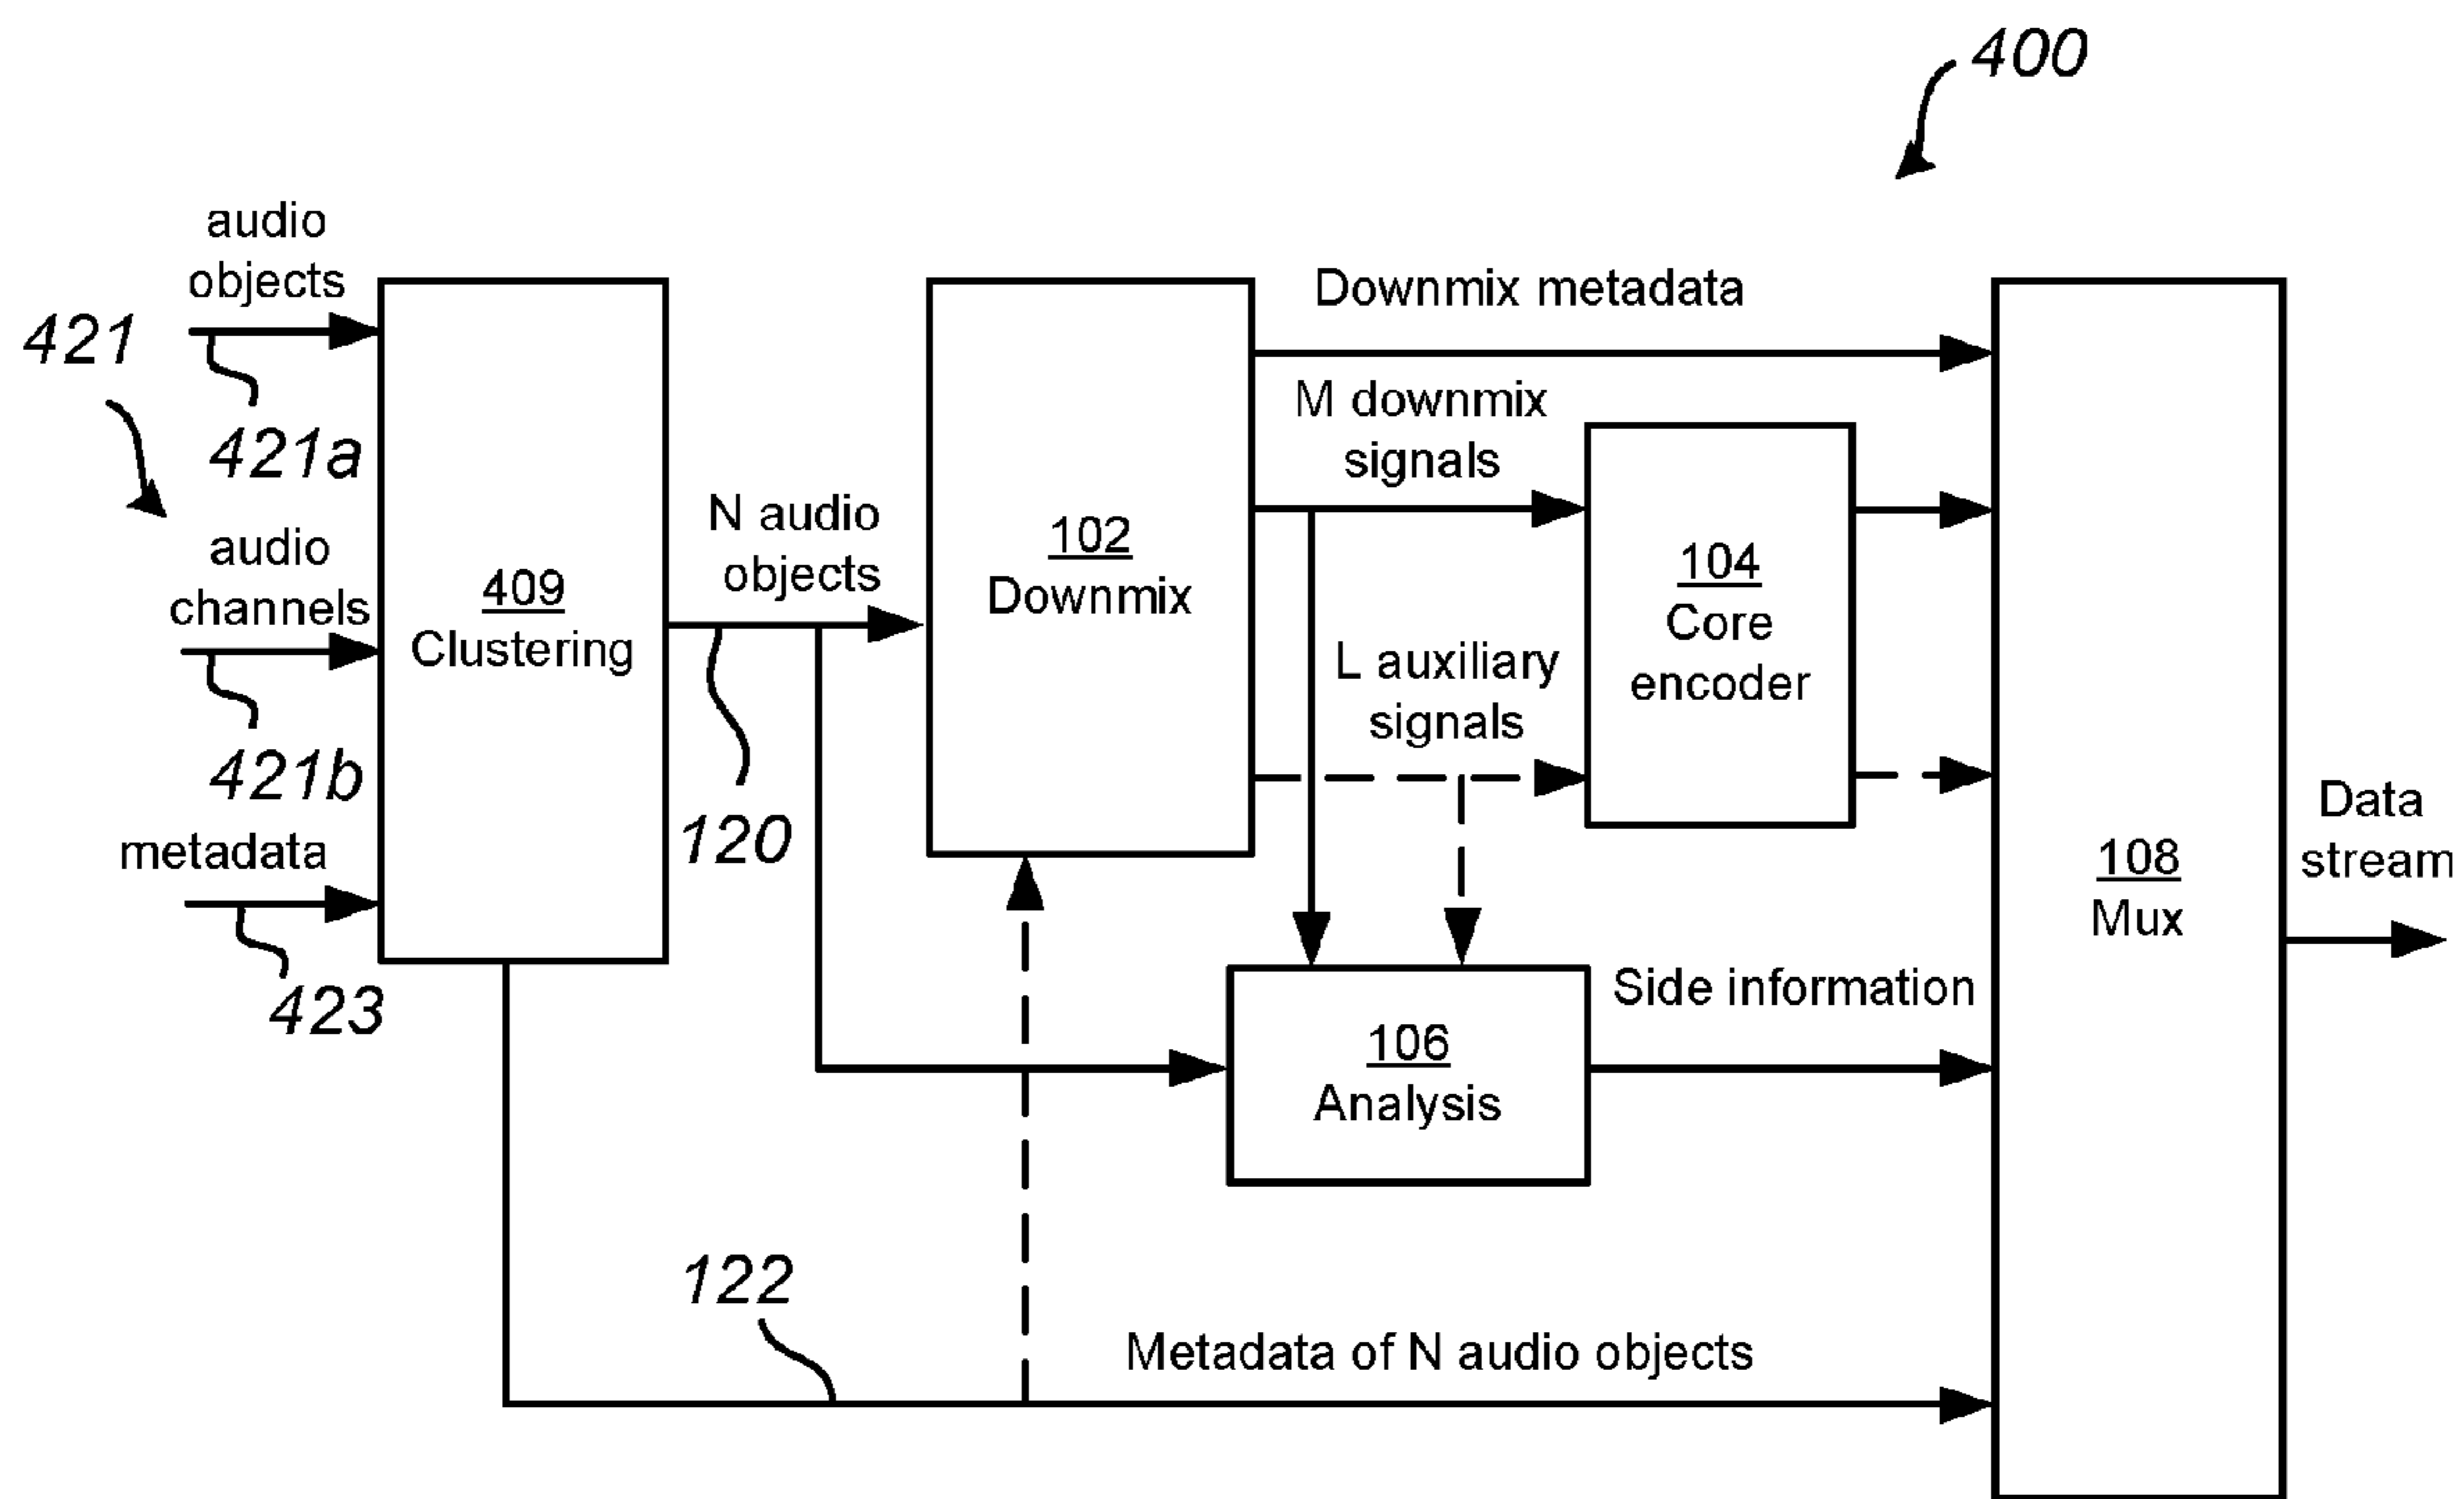 400
audio
objects
421
421a
audio
channels
421b
metadata
423
409
Clustering
N audio
objects
120
102
Downmix
Downmix metadata
M downmix
signals
L auxiliary
signals
104
Core
encoder
106
Analysis
Side information
122
Metadata of N audio objects
108
Mux
Data
stream